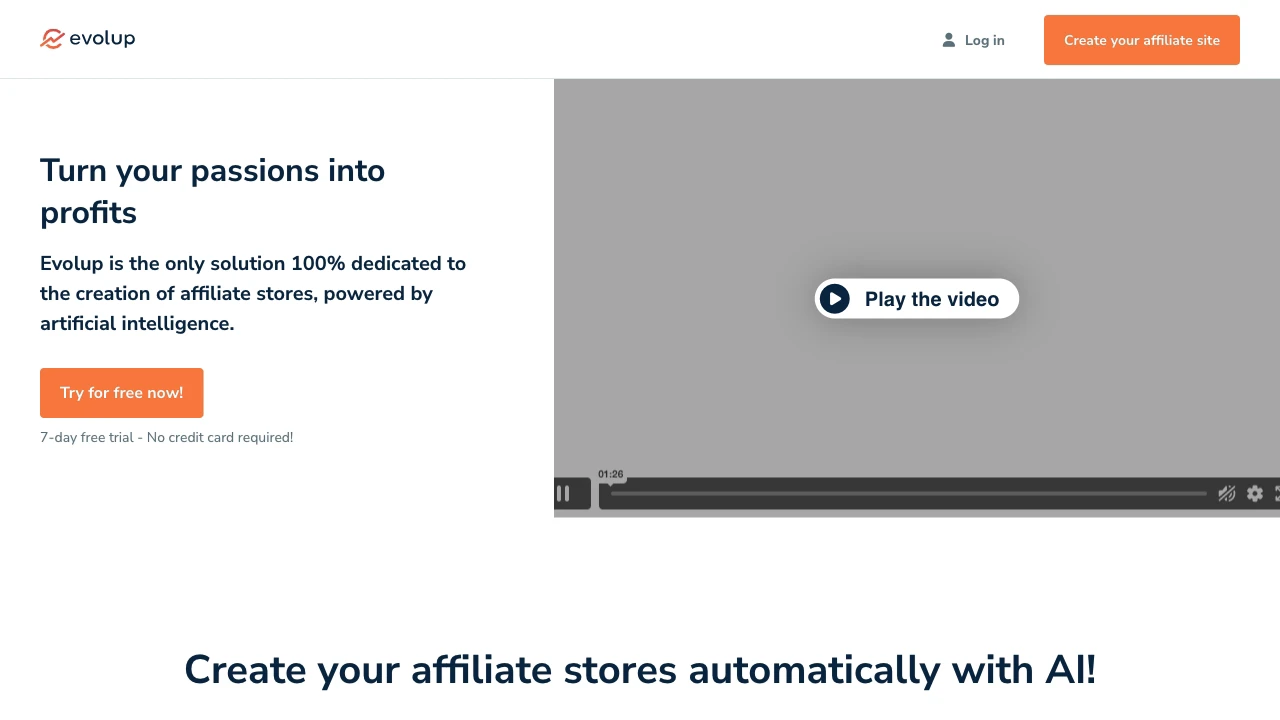 evolup
Log in
Create your affiliate site
Turn your passions into
profits
Evolup is the only solution 100% dedicated to
the creation of affiliate stores, powered by
artificial intelligence.
Try for free now!
7-day free trial - No credit card required!
Play the video
01:26
Create your affiliate stores automatically with AI!